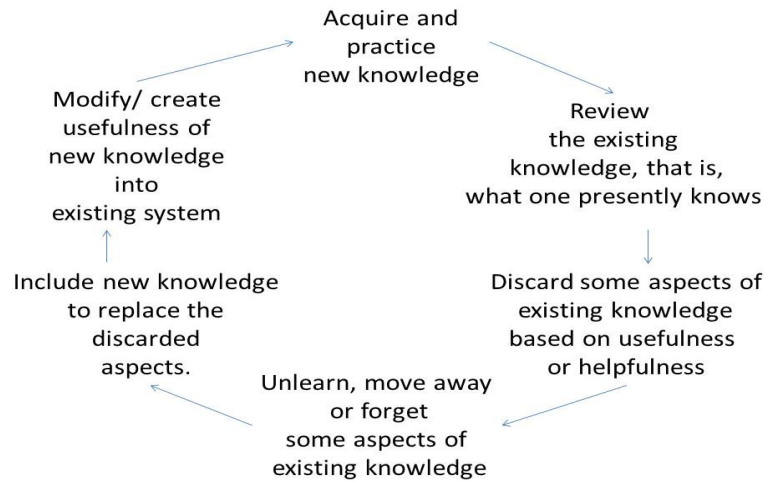 Acquire and
practice
new knowledge
Review
the existing
knowledge, that is,
what one presently knows
Discard some aspects of
existing knowledge
based on usefulness
or helpfulness
Unlearn, move away
or forget
some aspects of
existing knowledge
Include new knowledge
to replace the
discarded
aspects.
Modify/ create
usefulness of
new knowledge
into
existing system